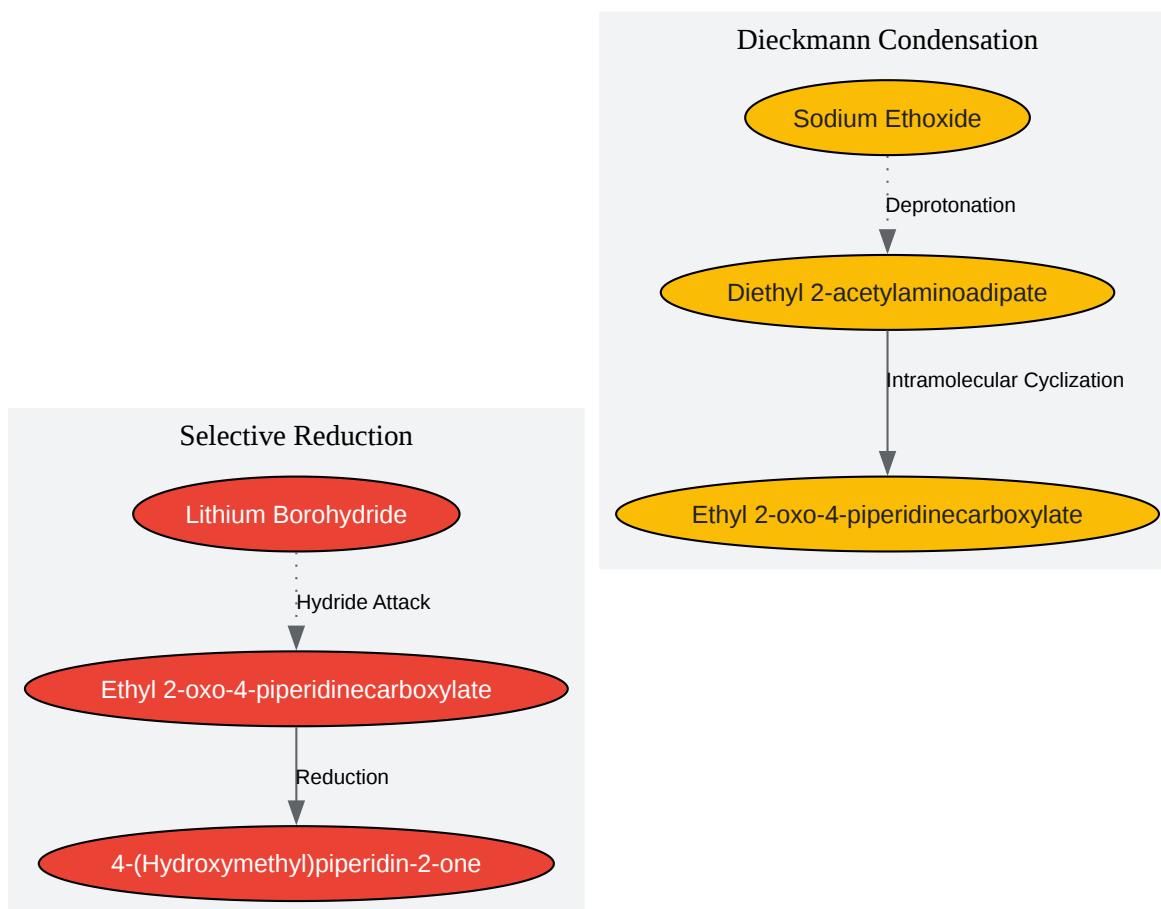 Dieckmann Condensation
Sodium Ethoxide
Deprotonation
Diethyl 2-acetylaminoadipate
Intramolecular Cyclization
Ethyl 2-oxo-4-piperidinecarboxylate
Selective Reduction
Lithium Borohydride
Hydride Attack
Ethyl 2-oxo-4-piperidinecarboxylate
Reduction
4-(Hydroxymethyl)piperidin-2-one